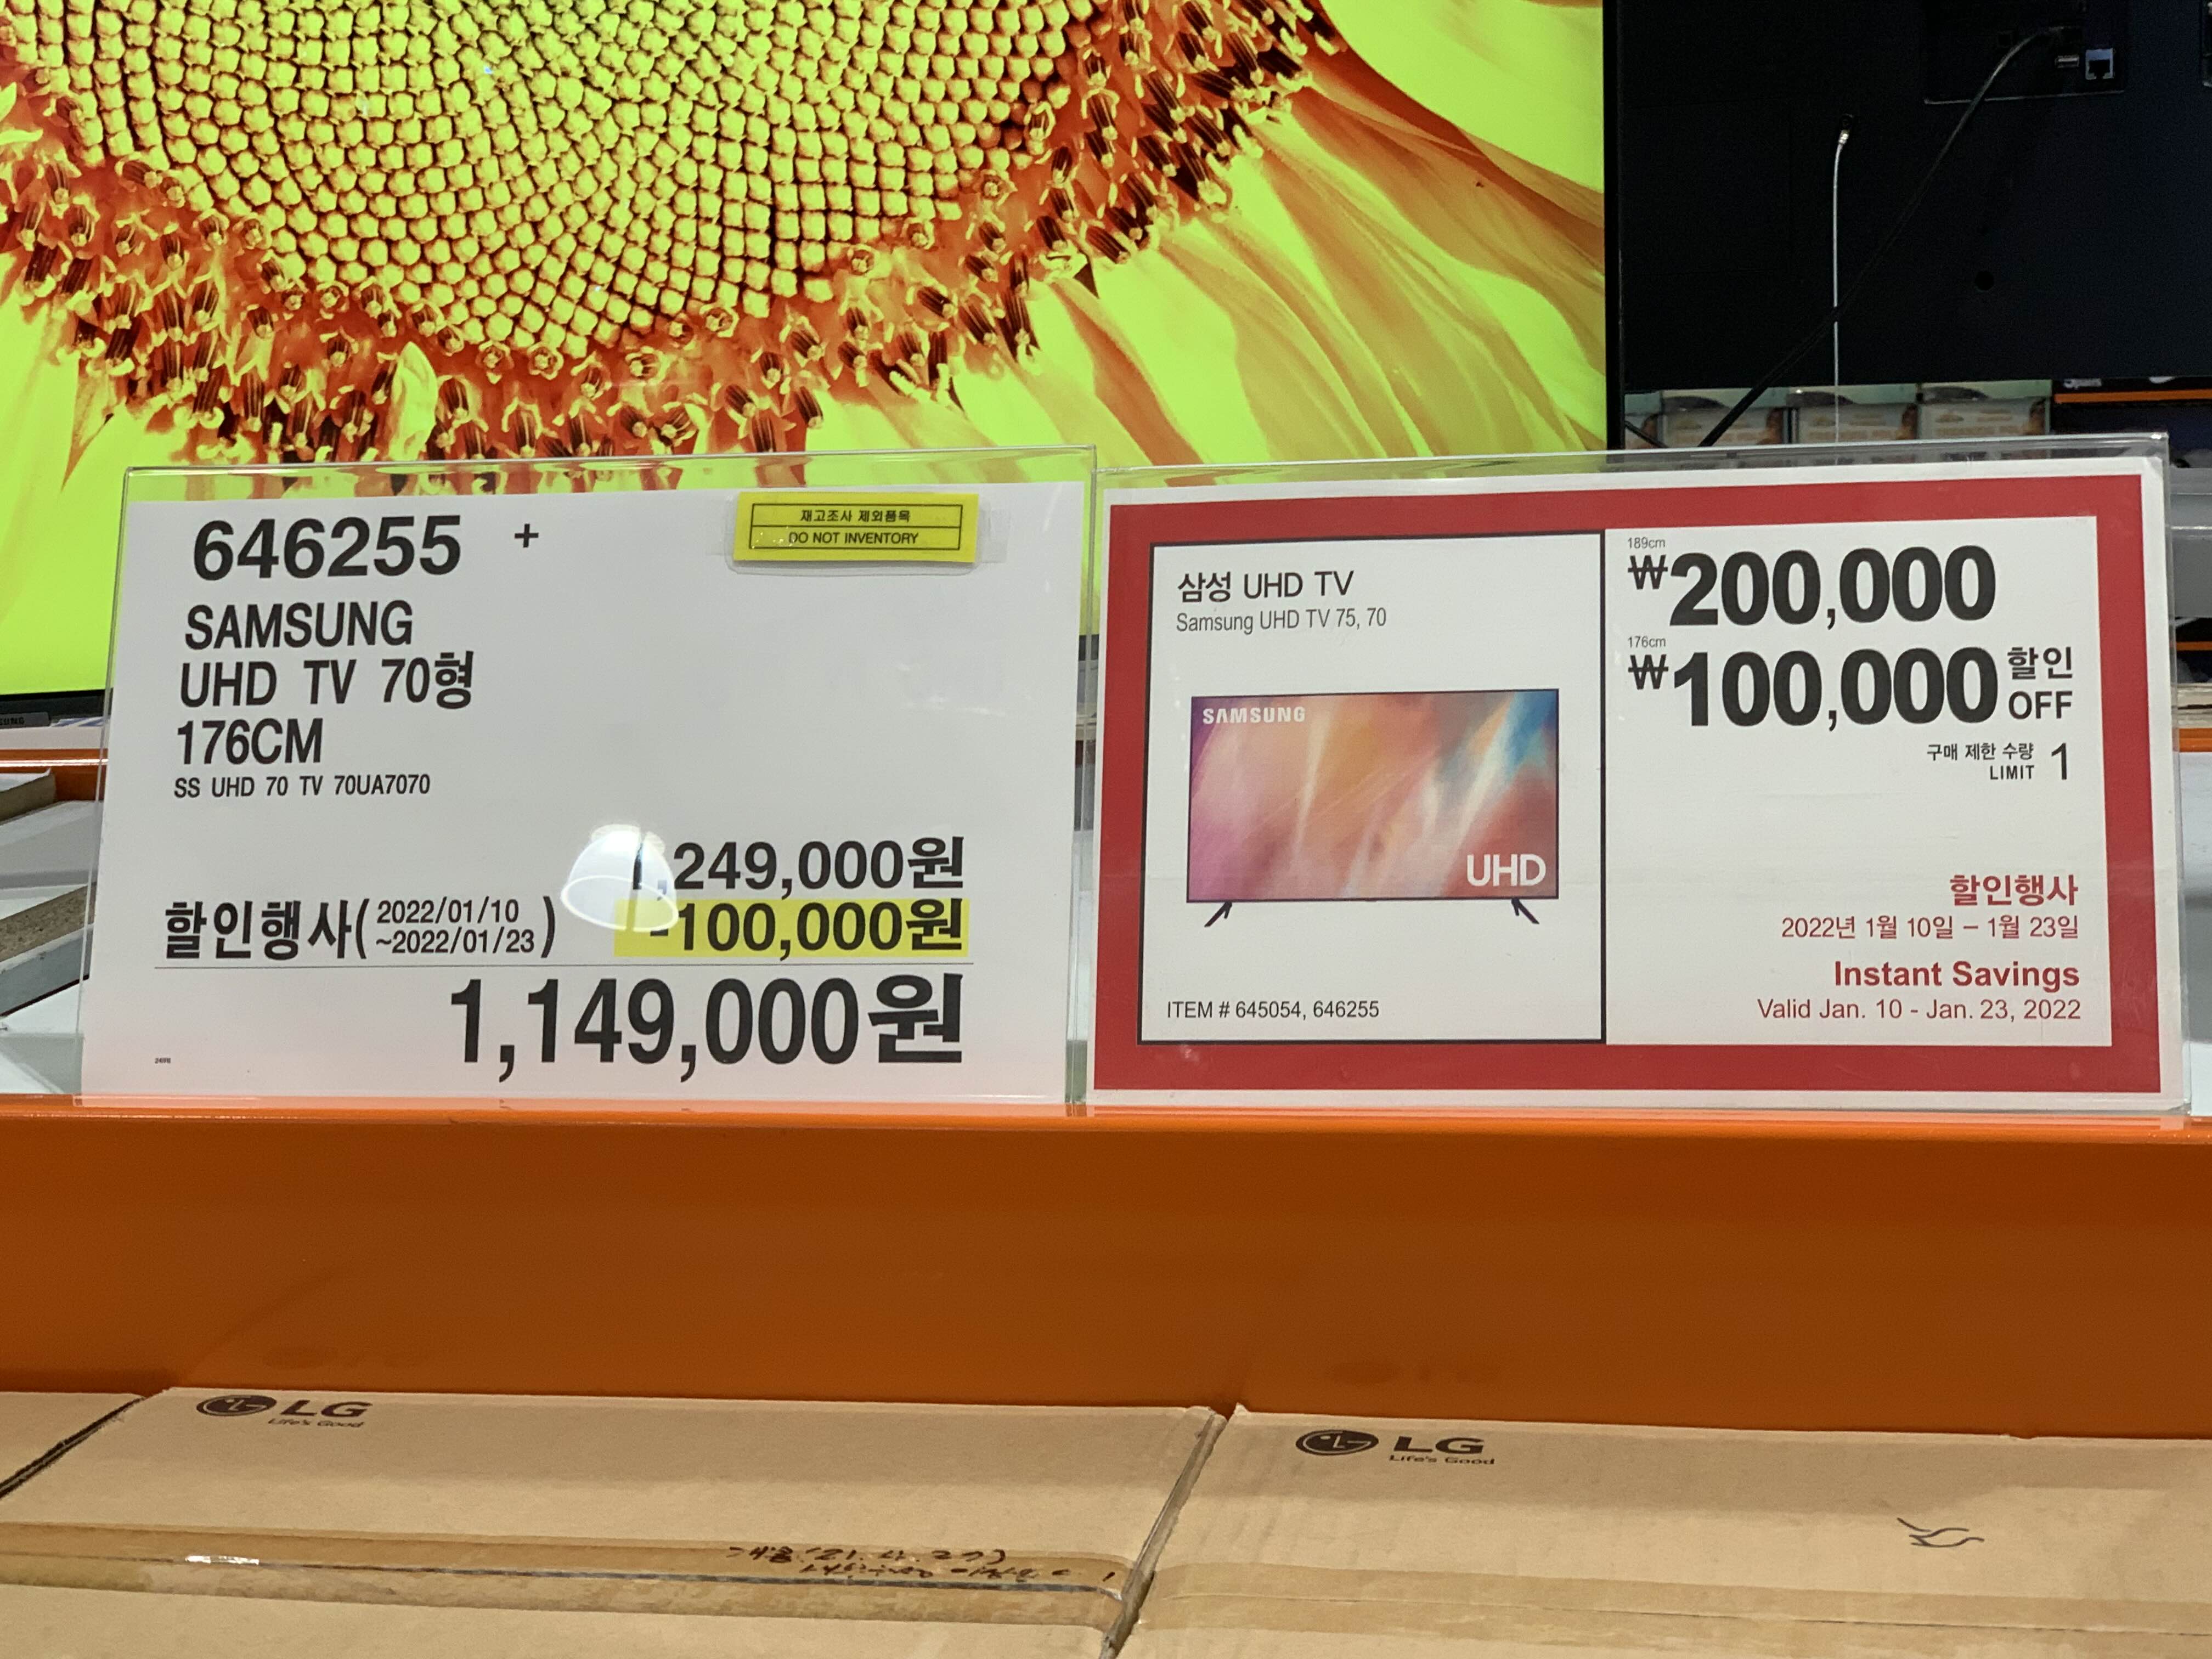 646255 +
재고조사 제외품목
DO NOT INVENTORY
SAMSUNG
UHD TV 70형
176CM
SS UHD 70 TV 70UA7070
1,249,000원
할인행사(2022/01/10
~2022/01/23)
-100,000원
1,149,000원
삼성 UHD TV
Samsung UHD TV 75, 70
SAMSUNG
UHD
ITEM # 645054, 646255
189cm
₩200,000
176cm
₩100,000 할인
OFF
구매 제한 수량
LIMIT 1
할인행사
2022년 1월 10일 – 1월 23일
Instant Savings
Valid Jan. 10 - Jan. 23, 2022
LG
Life's Good
LG
Life's Good